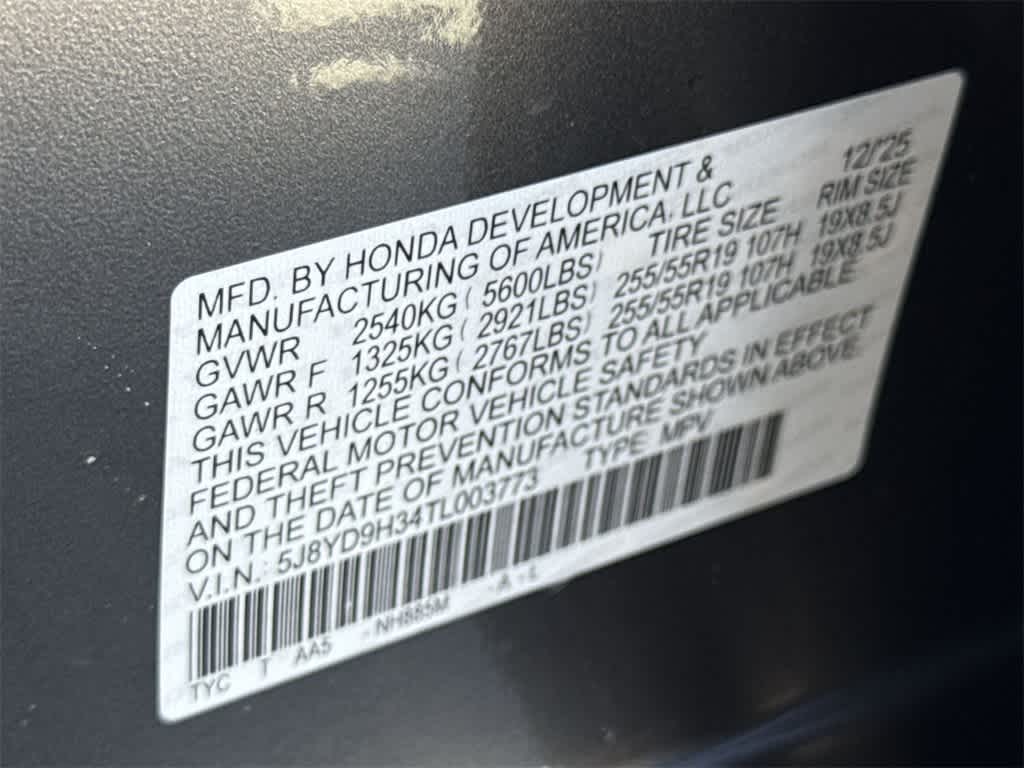 MFD. BY HONDA DEVELOPMENT & 12/'25
MANUFACTURING OF AMERICA, LLC
TIRE SIZE RIM SIZE
GVWR 2540KG ( 5600LBS)
GAWR F 1325KG ( 2921LBS) 255/55R19 107H 19X8.5J
GAWR R 1255KG ( 2767LBS) 255/55R19 107H 19X8.5J
THIS VEHICLE CONFORMS TO ALL APPLICABLE
FEDERAL MOTOR VEHICLE SAFETY
AND THEFT PREVENTION STANDARDS IN EFFECT
ON THE DATE OF MANUFACTURE SHOWN ABOVE.
V.I.N.: 5J8YD9H34TL003773 TYPE: MPV
TYC T AA5 -NH885M -A-L